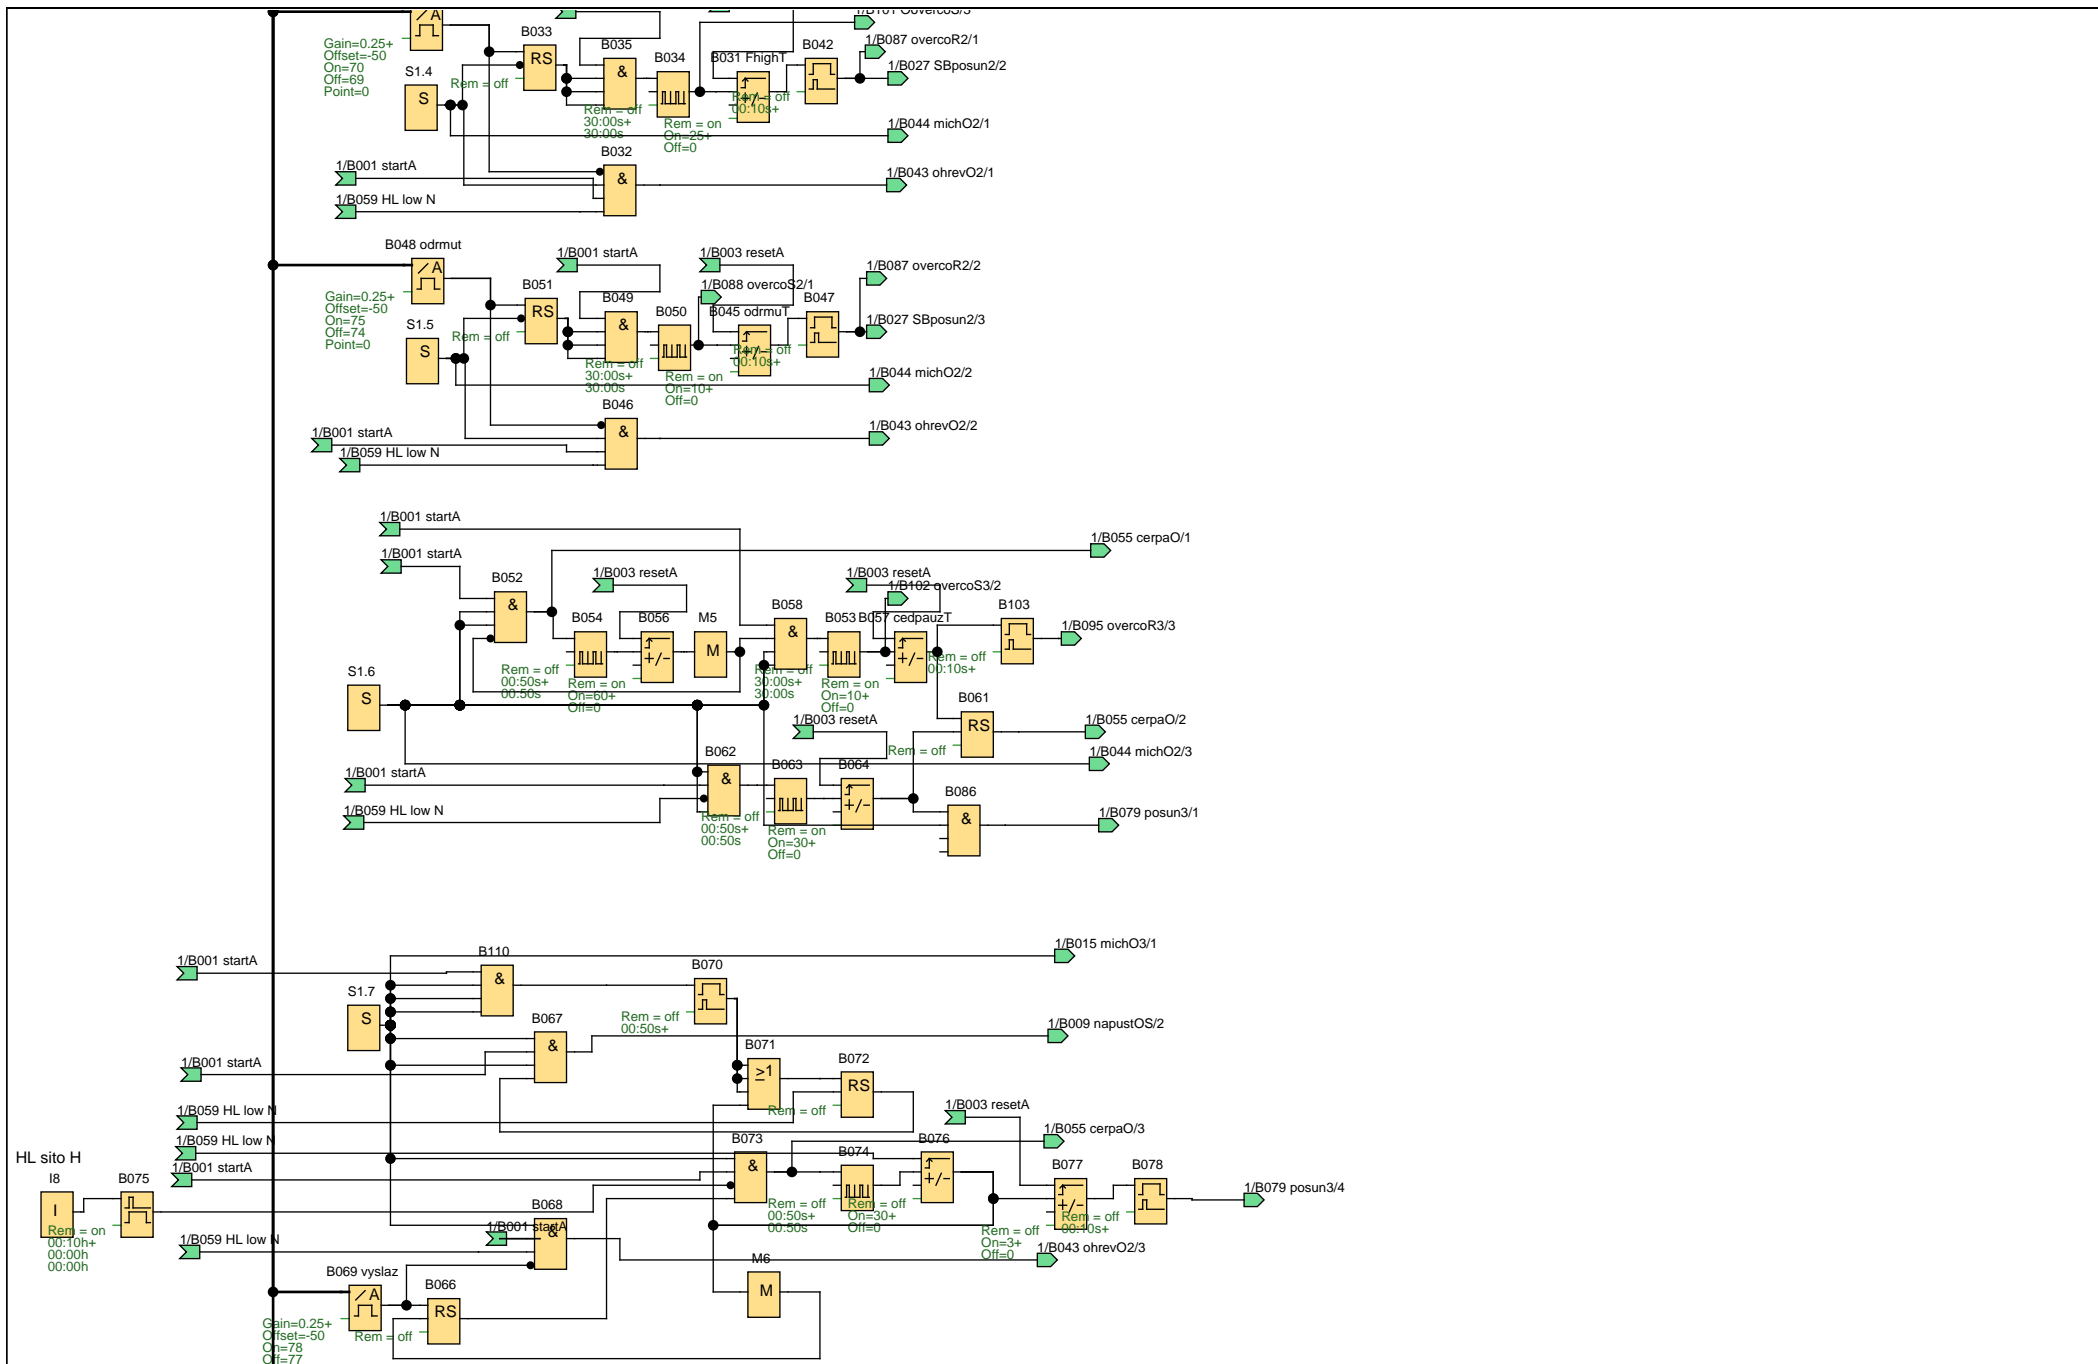 A
Gain=0.25+
Offset=-50
On=70
Off=69
Point=0
S1.4
S
B033
RS
Rem = off
B035
&
Rem = off
30:00s+
30:00s
B034
Rem = on
On=25+
Off=0
B031 FhighT
+/-
Rem = off
00:10s+
B042
1/B087 overcoR2/1
1/B027 SBposun2/2
1/B044 michO2/1
B032
&
1/B001 startA
1/B059 HL low N
1/B043 ohrevO2/1
B048 odrmut
A
Gain=0.25+
Offset=-50
On=75
Off=74
Point=0
S1.5
S
B051
RS
Rem = off
1/B001 startA
B049
&
Rem = off
30:00s+
30:00s
B050
Rem = on
On=10+
Off=0
1/B003 resetA
1/B088 overcoS2/1
B045 odrmuT
+/-
Rem = off
00:10s+
B047
1/B087 overcoR2/2
1/B027 SBposun2/3
1/B044 michO2/2
B046
&
1/B001 startA
1/B059 HL low N
1/B043 ohrevO2/2
1/B001 startA
1/B001 startA
1/B055 cerpaO/1
B052
&
1/B003 resetA
B054
Rem = off
00:50s+
00:50s
B056
+/-
Rem = on
On=60+
Off=0
M5
M
B058
&
Rem = off
30:00s+
30:00s
1/B003 resetA
1/B102 overcoS3/2
B053
B057 cedpauzT
+/-
Rem = on
On=10+
Off=0
B103
Rem = off
00:10s+
1/B095 overcoR3/3
S1.6
S
B061
RS
Rem = off
1/B055 cerpaO/2
1/B044 michO2/3
1/B003 resetA
B062
&
Rem = off
00:50s+
00:50s
1/B001 startA
1/B059 HL low N
B063
B064
+/-
Rem = on
On=30+
Off=0
B086
&
1/B079 posun3/1
1/B015 michO3/1
1/B001 startA
B110
&
S1.7
S
B070
Rem = off
00:50s+
B067
&
1/B009 napustOS/2
1/B001 startA
B071
≥1
B072
RS
Rem = off
1/B059 HL low N
1/B059 HL low N
1/B001 startA
HL sito H
I8
I
B075
Rem = on
00:10h+
00:00h
00:00h
B073
&
Rem = off
00:50s+
00:50s
B074
B076
+/-
Rem = off
On=30+
Off=0
1/B003 resetA
1/B055 cerpaO/3
B077
+/-
Rem = off
On=3+
Off=0
B078
Rem = off
00:10s+
1/B079 posun3/4
B068
&
1/B001 startA
1/B059 HL low N
1/B043 ohrevO2/3
B069 vyslaz
A
Gain=0.25+
Offset=-50
On=78
Off=77
B066
RS
Rem = off
M6
M